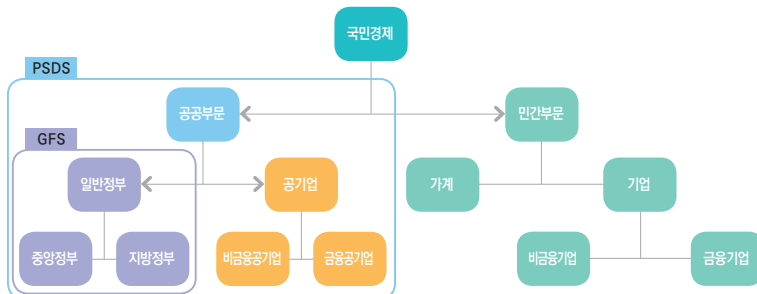 국민경제
PSDS
공공부문
민간부문
GFS
일반정부
공기업
가계
기업
중앙정부
지방정부
비금융공기업
금융공기업
비금융기업
금융기업